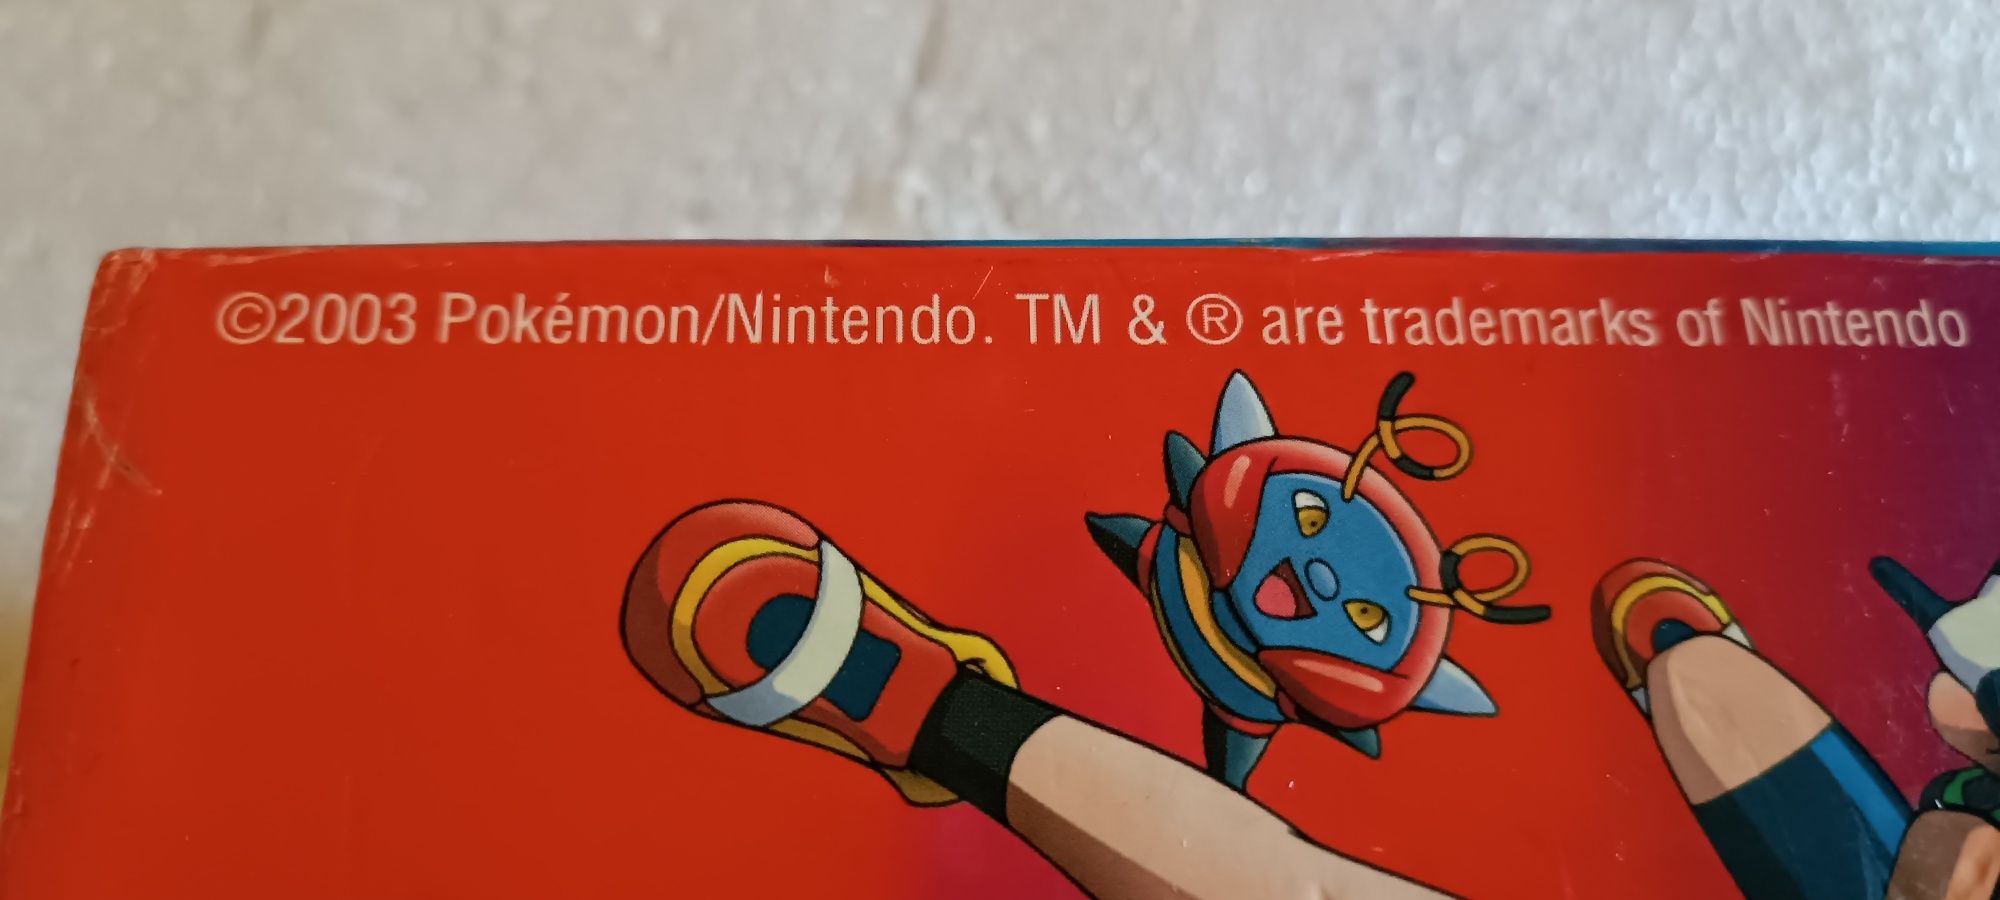 ©2003 Pokémon/Nintendo. TM & ® are trademarks of Nintendo